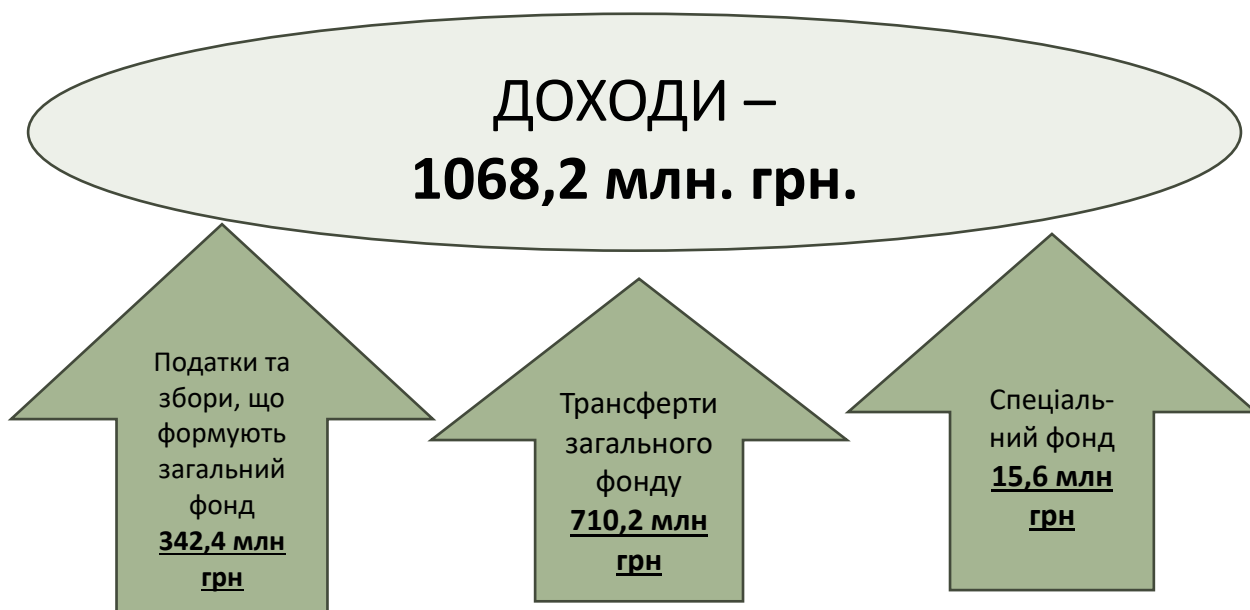 ДОХОДИ –
1068,2 млн. грн.
Податки та
збори, що
формують
загальний
фонд
342,4 млн
грн
Трансферти
загального
фонду
710,2 млн
грн
Спеціаль-
ний фонд
15,6 млн
грн